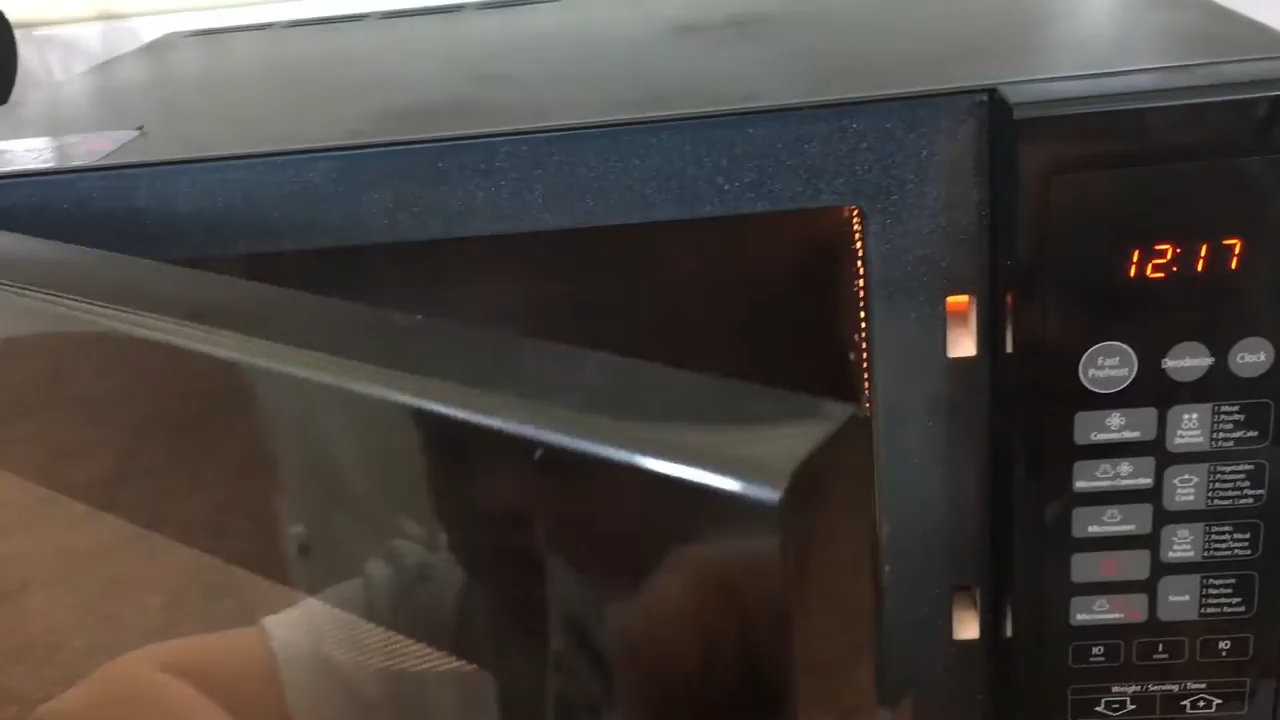 12:17
Fast
Preheat
Deodorize
Clock
Convection
Power
Defrost
1.Meat
2.Poultry
3.Fish
4.Bread/Cake
5.Fruit
Microwave+Convection
Auto
Cook
1.Vegetables
2.Potatoes
3.Roast Fish
4.Chicken Pieces
5.Roast Lamb
Microwave
Auto
Reheat
1.Drinks
2.Ready Meal
3.Soup/Sauce
4.Frozen Pizza
Microwave+
Snack
1.Popcorn
2.Nachos
3.Hamburger
4.Mini Ravioli
10
1
10
s
Weight / Serving / Time
-
+